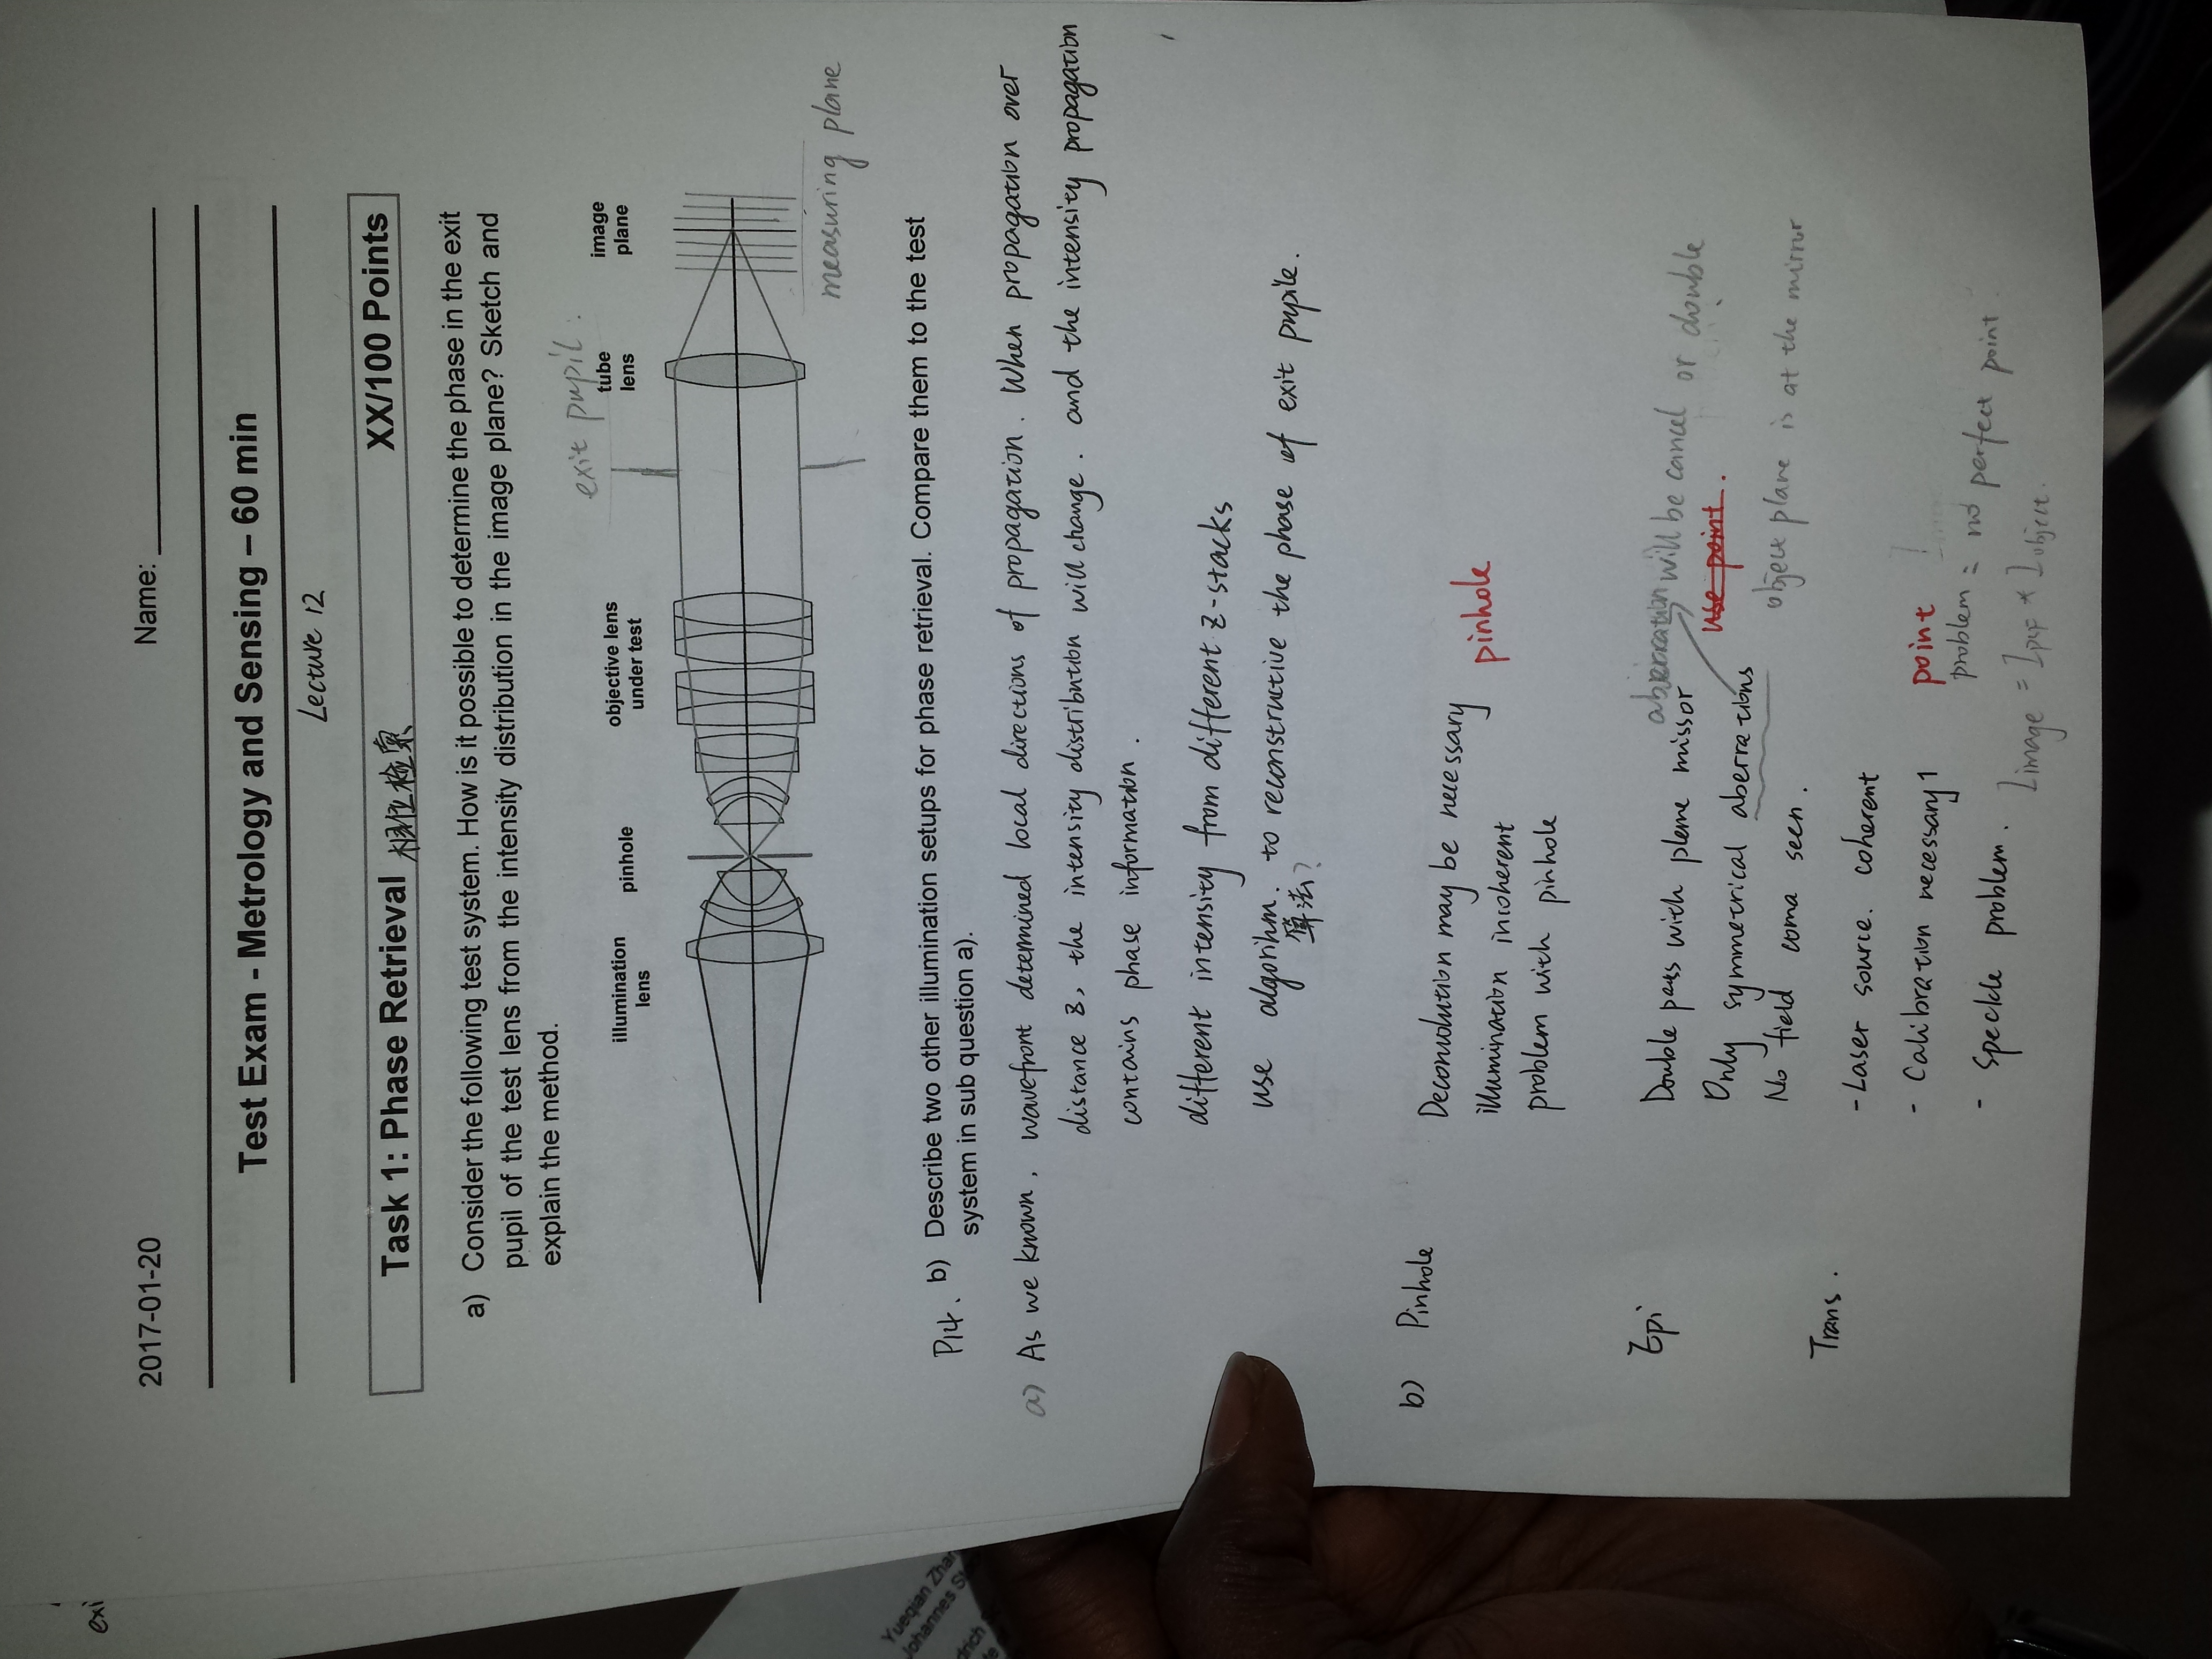 exi
2017-01-20 Name:
Test Exam - Metrology and Sensing – 60 min
Lecture 12
Task 1: Phase Retrieval 相位检索 XX/100 Points
a) Consider the following test system. How is it possible to determine the phase in the exit
pupil of the test lens from the intensity distribution in the image plane? Sketch and
explain the method.
exit pupil.
illumination
lens
pinhole
objective lens
under test
tube
lens
image
plane
measuring plane
P14. b) Describe two other illumination setups for phase retrieval. Compare them to the test
system in sub question a).
Yueqian Zhan
Johannes St
drich
a) As we known, wavefront determined local directions of propagation. When propagation over
distance z, the intensity distribution will change. and the intensity propagation
contains phase information.
different intensity from different z-stacks
use algorihm. to reconstructive the phase of exit pupile.
算法?
b) Pinhole Deconvolution may be necessary
pinhole
illumination incoherent
problem with pinhole
Epi Double pass with plane missor
aberration will be cancel or double
Only symmetrical aberrations
use point.
No field coma seen.
object plane is at the mirror
Trans.
- Laser source. coherent
- Calibration necessary 1 point
problem = no perfect point
- Speckle problem.
Iimage = IPSF * Iobject.